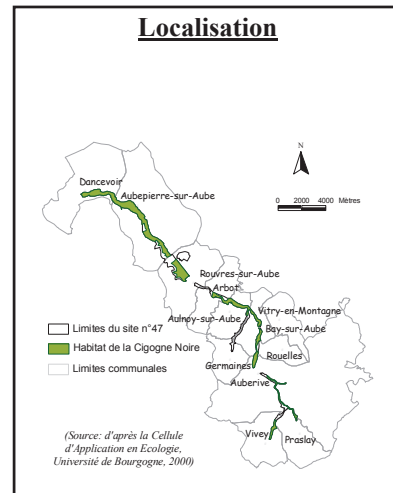 Localisation
N
0 2000 4000 Mètres
Dancevoir
Aubepierre-sur-Aube
Rouvres-sur-Aube
Arbot
Aulnoy-sur-Aube
Vitry-en-Montagne
Bay-sur-Aube
Rouelles
Germaines
Auberive
Vivey
Praslay
Limites du site n°47
Habitat de la Cigogne Noire
Limites communales
(Source: d'après la Cellule
d'Application en Ecologie,
Université de Bourgogne, 2000)